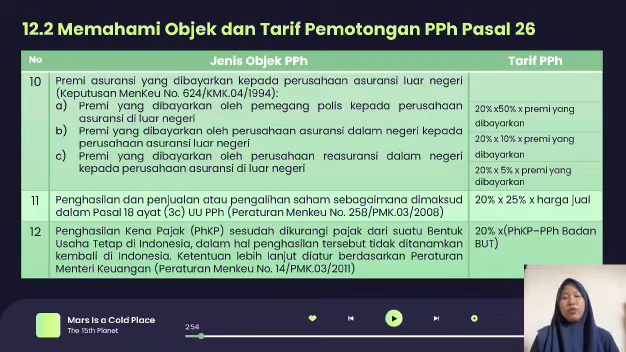 12.2 Memahami Objek dan Tarif Pemotongan PPh Pasal 26
No
Jenis Objek PPh
Tarif PPh
10
Premi asuransi yang dibayarkan kepada perusahaan asuransi luar negeri
(Keputusan MenKeu No. 624/KMK.04/1994):
a) Premi yang dibayarkan oleh pemegang polis kepada perusahaan
asuransi di luar negeri
b) Premi yang dibayarkan oleh perusahaan asuransi dalam negeri kepada
perusahaan asuransi luar negeri
c) Premi yang dibayarkan oleh perusahaan reasuransi dalam negeri
kepada perusahaan asuransi luar negeri
20% x50% x premi yang
dibayarkan
20% x 10% x premi yang
dibayarkan
20% x 5% x premi yang
dibayarkan
11
Penghasilan dan penjualan atau pengalihan saham sebagaimana dimaksud
dalam Pasal 18 ayat (3c) UU PPh (Peraturan Menkeu No. 258/PMK.03/2008)
20% x 25% x harga jual
12
Penghasilan Kena Pajak (PhKP) sesudah dikurangi pajak dari suatu Bentuk
Usaha Tetap di Indonesia, dalam hal penghasilan tersebut tidak ditanamkan
kembali di Indonesia. Ketentuan lebih lanjut diatur berdasarkan Peraturan
Menteri Keuangan (Peraturan Menkeu No. 14/PMK.03/2011)
20% x(PhKP–PPh Badan
BUT)
Mars Is a Cold Place
The 15th Planet
2:54